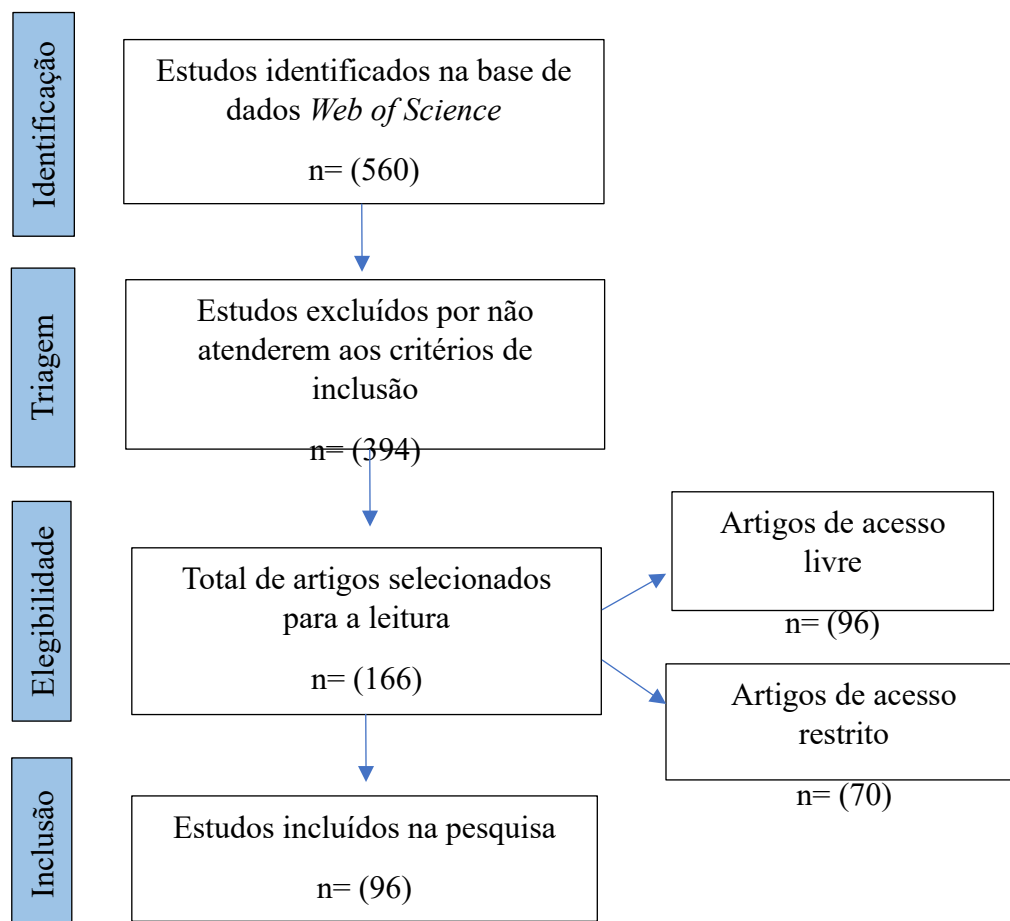 Identificação
Estudos identificados na base de
dados Web of Science
n= (560)
Triagem
Estudos excluídos por não
atenderem aos critérios de
inclusão
n= (394)
Elegibilidade
Total de artigos selecionados
para a leitura
n= (166)
Artigos de acesso
livre
n= (96)
Artigos de acesso
restrito
n= (70)
Inclusão
Estudos incluídos na pesquisa
n= (96)